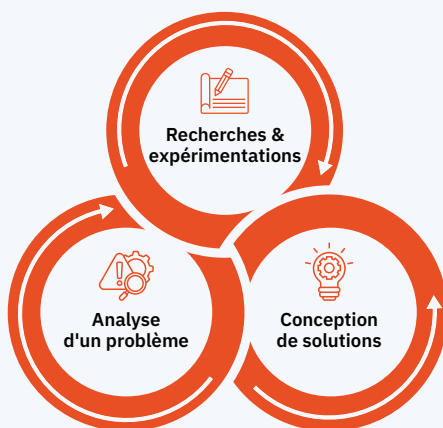 Recherches &
expérimentations
Analyse
d'un problème
Conception
de solutions